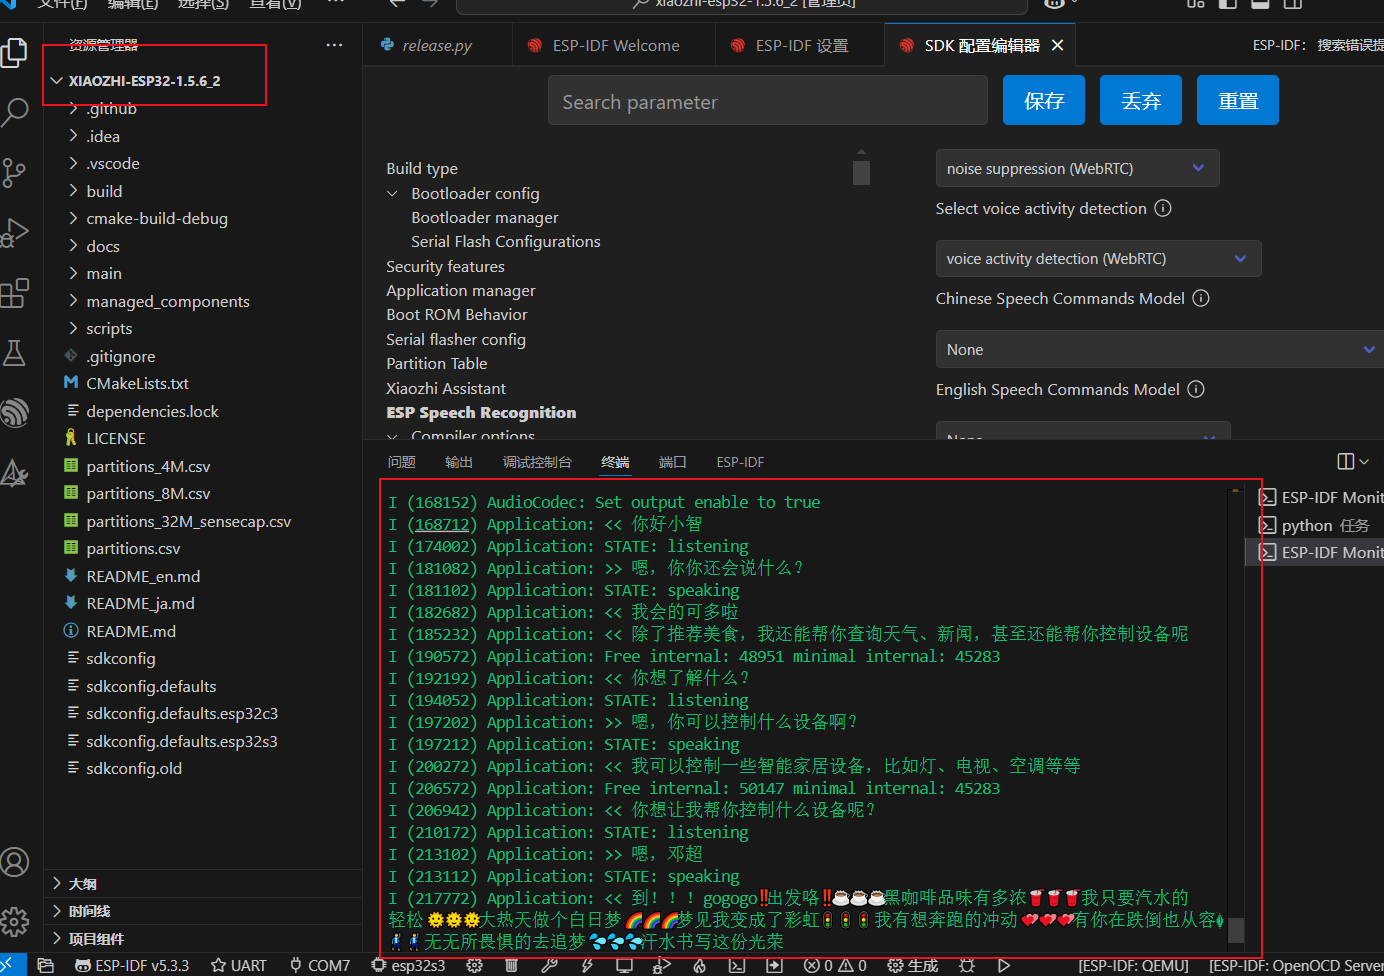 文件(F) 编辑(E) 选择(S) 查看(V) ··· xiaozhi-esp32-1.5.6_2 [管理员]
资源管理器 ···
release.py ESP-IDF Welcome ESP-IDF 设置 SDK 配置编辑器 ESP-IDF: 搜索错误提
XIAOZHI-ESP32-1.5.6_2
.github
.idea
.vscode
build
cmake-build-debug
docs
main
managed_components
scripts
.gitignore
CMakeLists.txt
dependencies.lock
LICENSE
partitions_4M.csv
partitions_8M.csv
partitions_32M_sensecap.csv
partitions.csv
README_en.md
README_ja.md
README.md
sdkconfig
sdkconfig.defaults
sdkconfig.defaults.esp32c3
sdkconfig.defaults.esp32s3
sdkconfig.old
大纲
时间线
项目组件
Search parameter 保存 丢弃 重置
Build type
Bootloader config
Bootloader manager
Serial Flash Configurations
Security features
Application manager
Boot ROM Behavior
Serial flasher config
Partition Table
Xiaozhi Assistant
ESP Speech Recognition
Compiler options
noise suppression (WebRTC)
Select voice activity detection
voice activity detection (WebRTC)
Chinese Speech Commands Model
None
English Speech Commands Model
None
问题 输出 调试控制台 终端 端口 ESP-IDF
I (168152) AudioCodec: Set output enable to true
I (168712) Application: << 你好小智
I (174002) Application: STATE: listening
I (181082) Application: >> 嗯，你你还会说什么？
I (181102) Application: STATE: speaking
I (182682) Application: << 我会的可多啦
I (185232) Application: << 除了推荐美食，我还能帮你查询天气、新闻，甚至还能帮你控制设备呢
I (190572) Application: Free internal: 48951 minimal internal: 45283
I (192192) Application: << 你想了解什么？
I (194052) Application: STATE: listening
I (197202) Application: >> 嗯，你可以控制什么设备啊？
I (197212) Application: STATE: speaking
I (200272) Application: << 我可以控制一些智能家居设备，比如灯、电视、空调等等
I (206572) Application: Free internal: 50147 minimal internal: 45283
I (206942) Application: << 你想让我帮你控制什么设备呢？
I (210172) Application: STATE: listening
I (213102) Application: >> 嗯，邓超
I (213112) Application: STATE: speaking
I (217772) Application: << 到！！！gogogo‼出发咯‼☕☕☕黑咖啡品味有多浓🥤🥤🥤我只要汽水的
轻松🌞🌞🌞大热天做个白日梦🌈🌈🌈梦见我变成了彩虹🚦🚦🚦我有想奔跑的冲动💕💕💕有你在跌倒也从容
无无所畏惧的去追梦💦💦💦汗水书写这份光荣
ESP-IDF Monit
python 任务
ESP-IDF Monit
ESP-IDF v5.3.3 UART COM7 esp32s3 0 0 生成 [ESP-IDF: QEMU] [ESP-IDF: OpenOCD Server